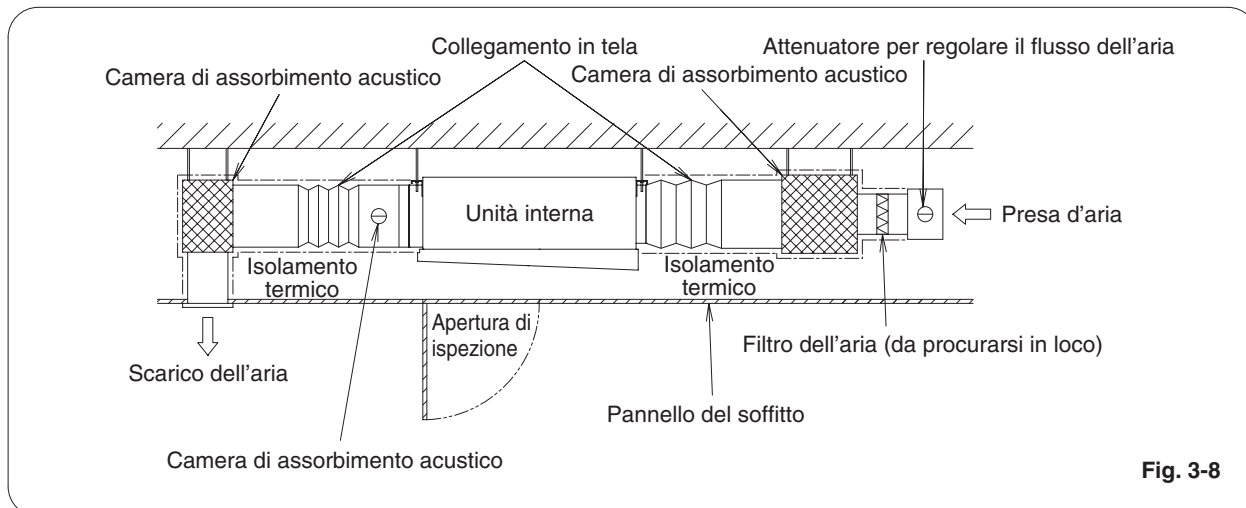 Collegamento in tela
Attenuatore per regolare il flusso dell'aria
Camera di assorbimento acustico
Camera di assorbimento acustico
Unità interna
Presa d'aria
Isolamento
termico
Isolamento
termico
Apertura di
ispezione
Filtro dell'aria (da procurarsi in loco)
Scarico dell'aria
Pannello del soffitto
Camera di assorbimento acustico
Fig. 3-8